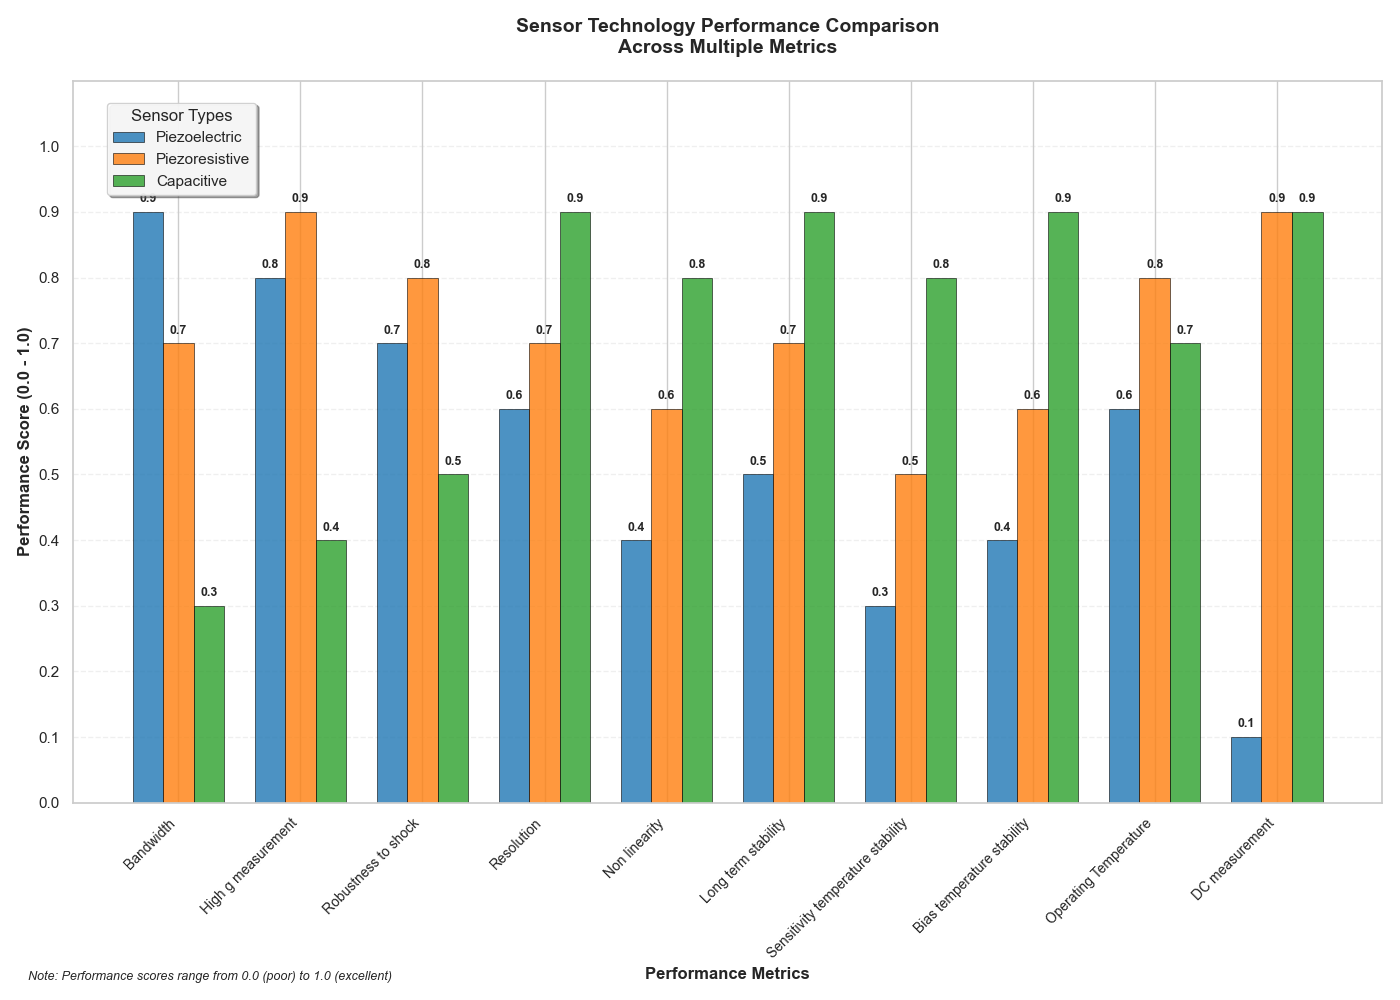 Sensor Technology Performance Comparison
Across Multiple Metrics
Sensor Types
Piezoelectric
Piezoresistive
Capacitive
Performance Score (0.0 - 1.0)
1.0
0.9
0.8
0.7
0.6
0.5
0.4
0.3
0.2
0.1
0.0
0.9
0.7
0.3
0.8
0.9
0.4
0.7
0.8
0.5
0.6
0.7
0.9
0.4
0.6
0.8
0.5
0.7
0.9
0.3
0.5
0.8
0.4
0.6
0.9
0.6
0.8
0.7
0.1
0.9
0.9
Bandwidth
High g measurement
Robustness to shock
Resolution
Non linearity
Long term stability
Sensitivity temperature stability
Bias temperature stability
Operating Temperature
DC measurement
Performance Metrics
Note: Performance scores range from 0.0 (poor) to 1.0 (excellent)